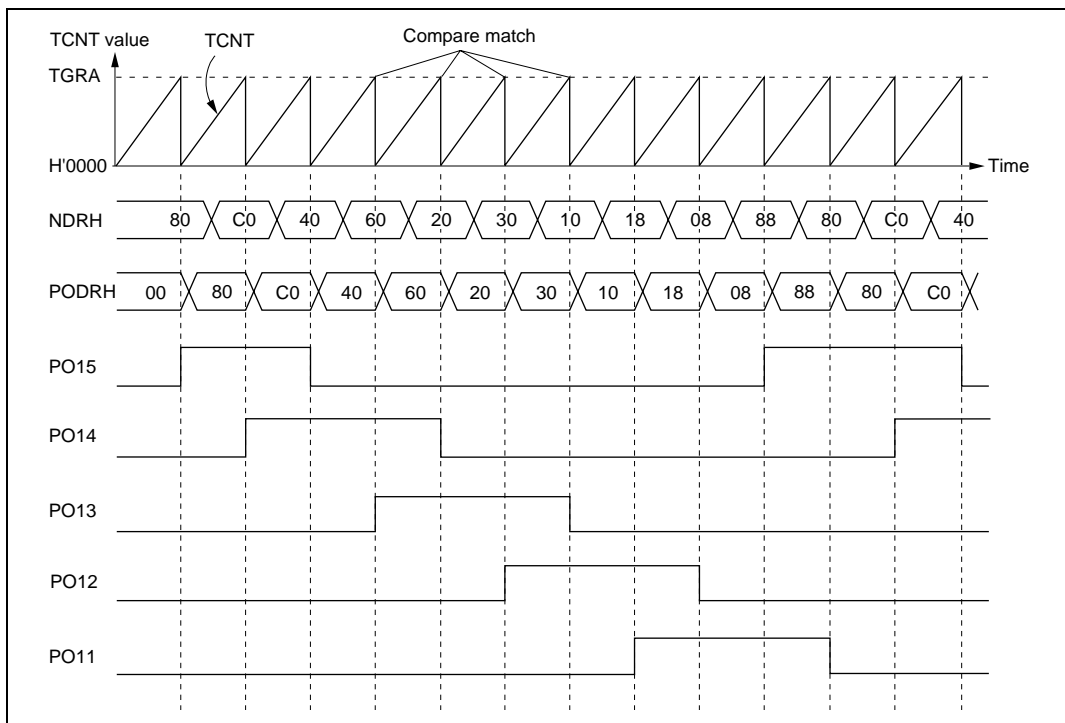 TCNT value
TCNT
Compare match
TGRA
H'0000
Time
NDRH 80 C0 40 60 20 30 10 18 08 88 80 C0 40
PODRH 00 80 C0 40 60 20 30 10 18 08 88 80 C0
PO15
PO14
PO13
PO12
PO11